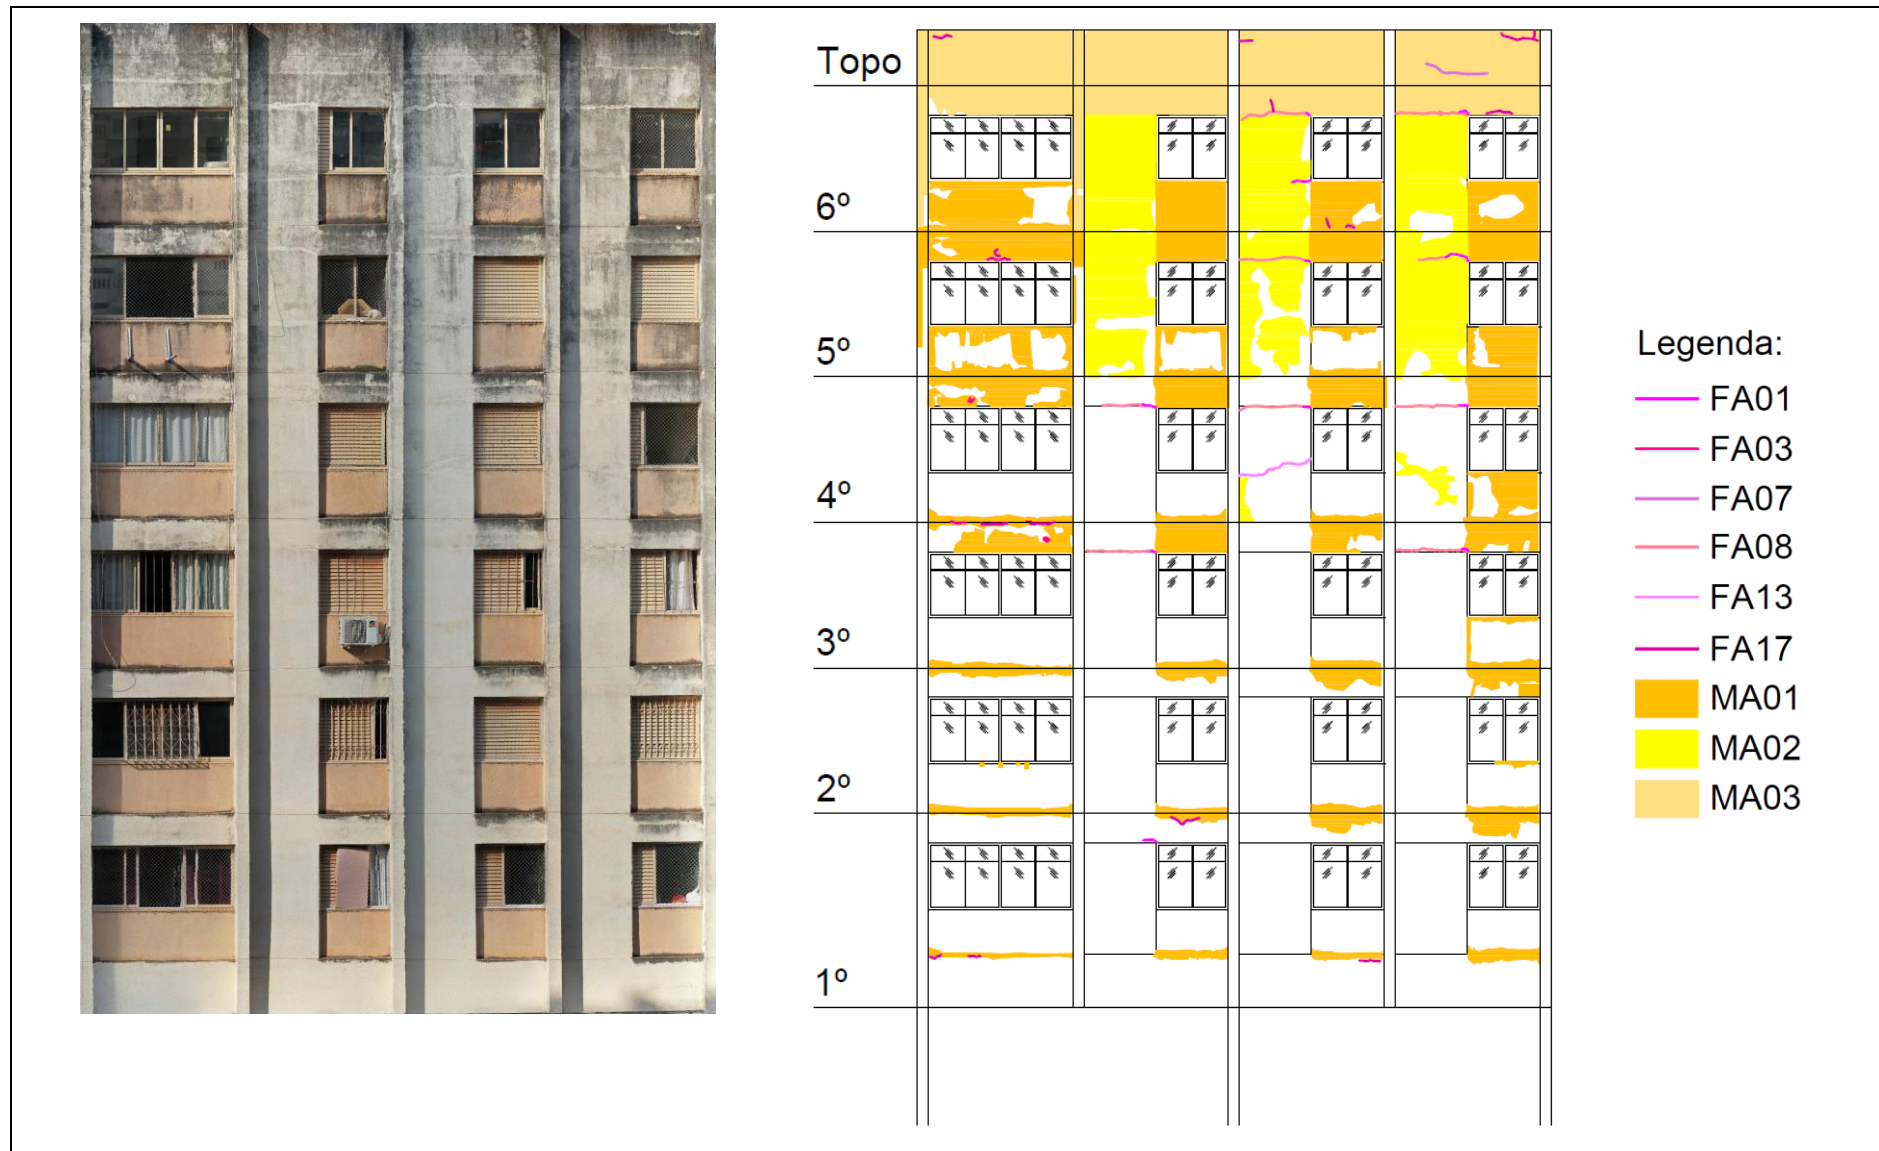 Topo
6º
5º
4º
3º
2º
1º
Legenda:
FA01
FA03
FA07
FA08
FA13
FA17
MA01
MA02
MA03